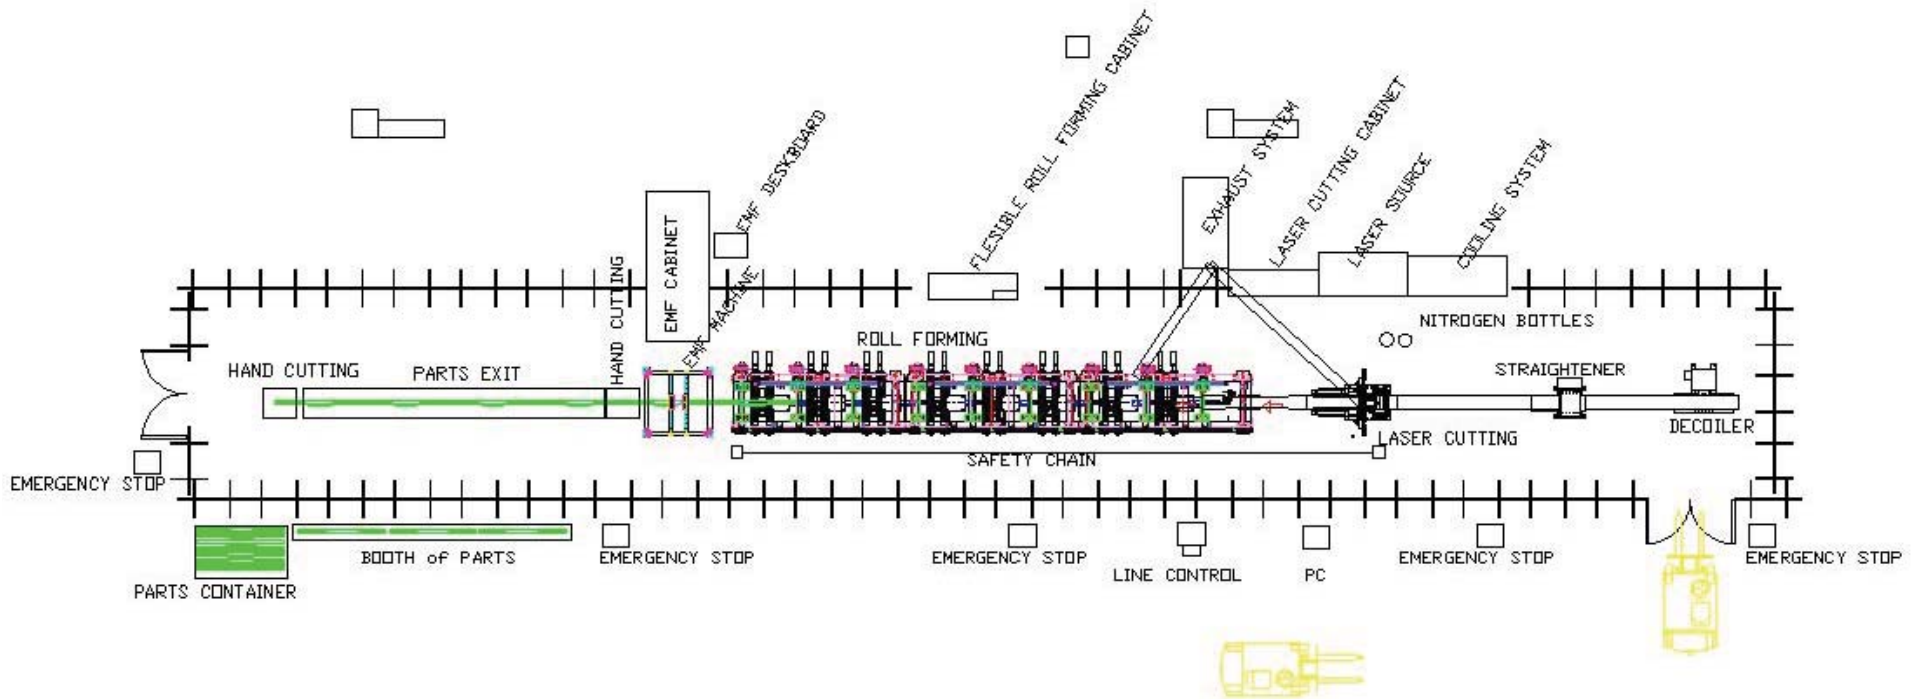 FLESIBLE ROLL FORMING CABINET
EMF DESKBOARD
EXHAUST SYSTEM
LASER CUTTING CABINET
LASER SOURCE
COOLING SYSTEM
EMF CABINET
HAND CUTTING
EMF MACHINE
NITROGEN BOTTLES
ROLL FORMING
HAND CUTTING
PARTS EXIT
STRAIGHTENER
DECOILER
LASER CUTTING
SAFETY CHAIN
EMERGENCY STOP
BOOTH of PARTS
EMERGENCY STOP
EMERGENCY STOP
EMERGENCY STOP
EMERGENCY STOP
LINE CONTROL
PC
PARTS CONTAINER